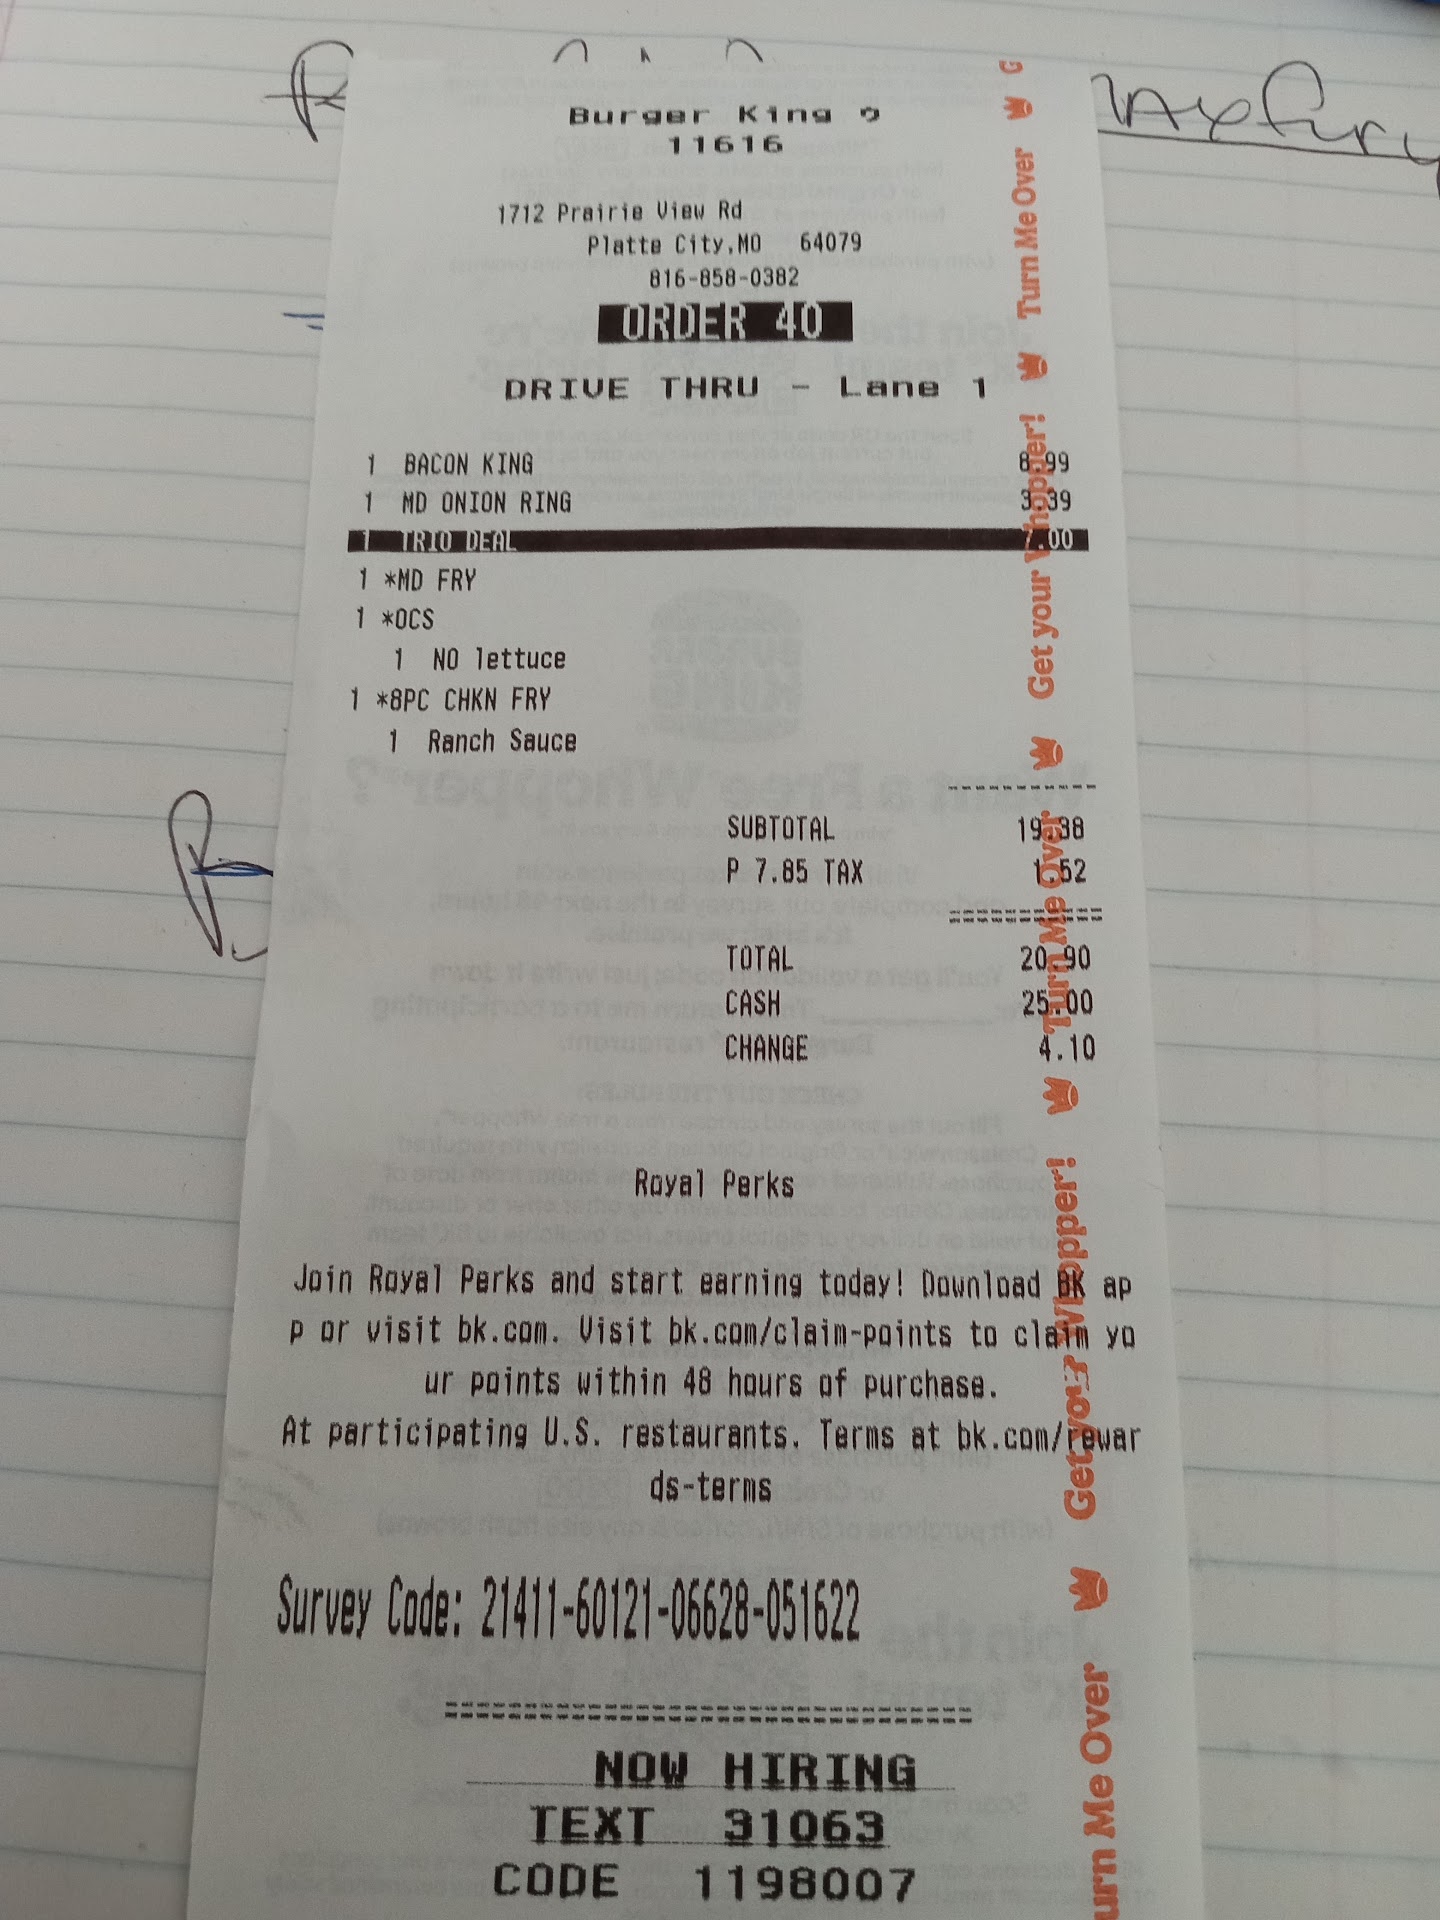 Burger King
11616
1712 Prairie View Rd
Platte City,MO 64079
816-858-0382
ORDER 40
DRIVE THRU - Lane 1
1 BACON KING 8.99
1 MD ONION RING 3.39
1 TRIO DEAL 7.00
1 *MD FRY
1 *OCS
1 NO lettuce
1 *8PC CHKN FRY
1 Ranch Sauce
SUBTOTAL 19.38
P 7.85 TAX 1.52
TOTAL 20.90
CASH 25.00
CHANGE 4.10
Royal Perks
Join Royal Perks and start earning today! Download BK ap
p or visit bk.com. Visit bk.com/claim-points to claim yo
ur points within 48 hours of purchase.
At participating U.S. restaurants. Terms at bk.com/rewar
ds-terms
Survey Code: 21411-60121-06628-051622
NOW HIRING
TEXT 31063
CODE 1198007
Turn Me Over
Get your Whopper!
Turn Me Over
Get your Whopper!
Turn Me Over